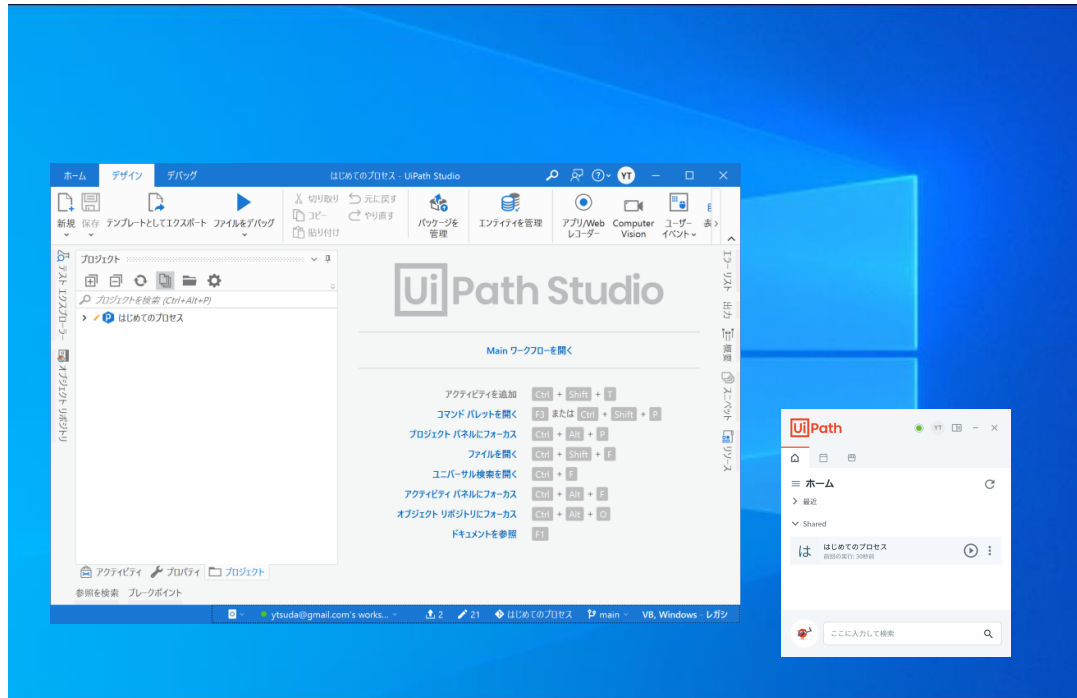 ホーム デザイン デバッグ はじめてのプロセス - UiPath Studio YT
新規 保存 テンプレートとしてエクスポート ファイルをデバッグ
切り取り 元に戻す
コピー やり直す
貼り付け
パッケージを
管理
エンティティを管理
アプリ/Web
レコーダー
Computer
Vision
ユーザー
イベント
表
テスト エクスプローラー
オブジェクト リポジトリ
プロジェクト
プロジェクトを検索 (Ctrl+Alt+P)
はじめてのプロセス
UiPath Studio
Main ワークフローを開く
アクティビティを追加 Ctrl + Shift + T
コマンド パレットを開く F3 または Ctrl + Shift + P
プロジェクト パネルにフォーカス Ctrl + Alt + P
ファイルを開く Ctrl + Shift + F
ユニバーサル検索を開く Ctrl + F
アクティビティ パネルにフォーカス Ctrl + Alt + F
オブジェクト リポジトリにフォーカス Ctrl + Alt + O
ドキュメントを参照 F1
エラー リスト
出力
概要
スニペット
リソース
アクティビティ プロパティ プロジェクト
参照を検索 ブレークポイント
ytsuda@gmail.com's works... 2 21 はじめてのプロセス main VB, Windows - レガシ
UiPath YT
ホーム
最近
Shared
は はじめてのプロセス
前回の実行: 30秒前
ここに入力して検索